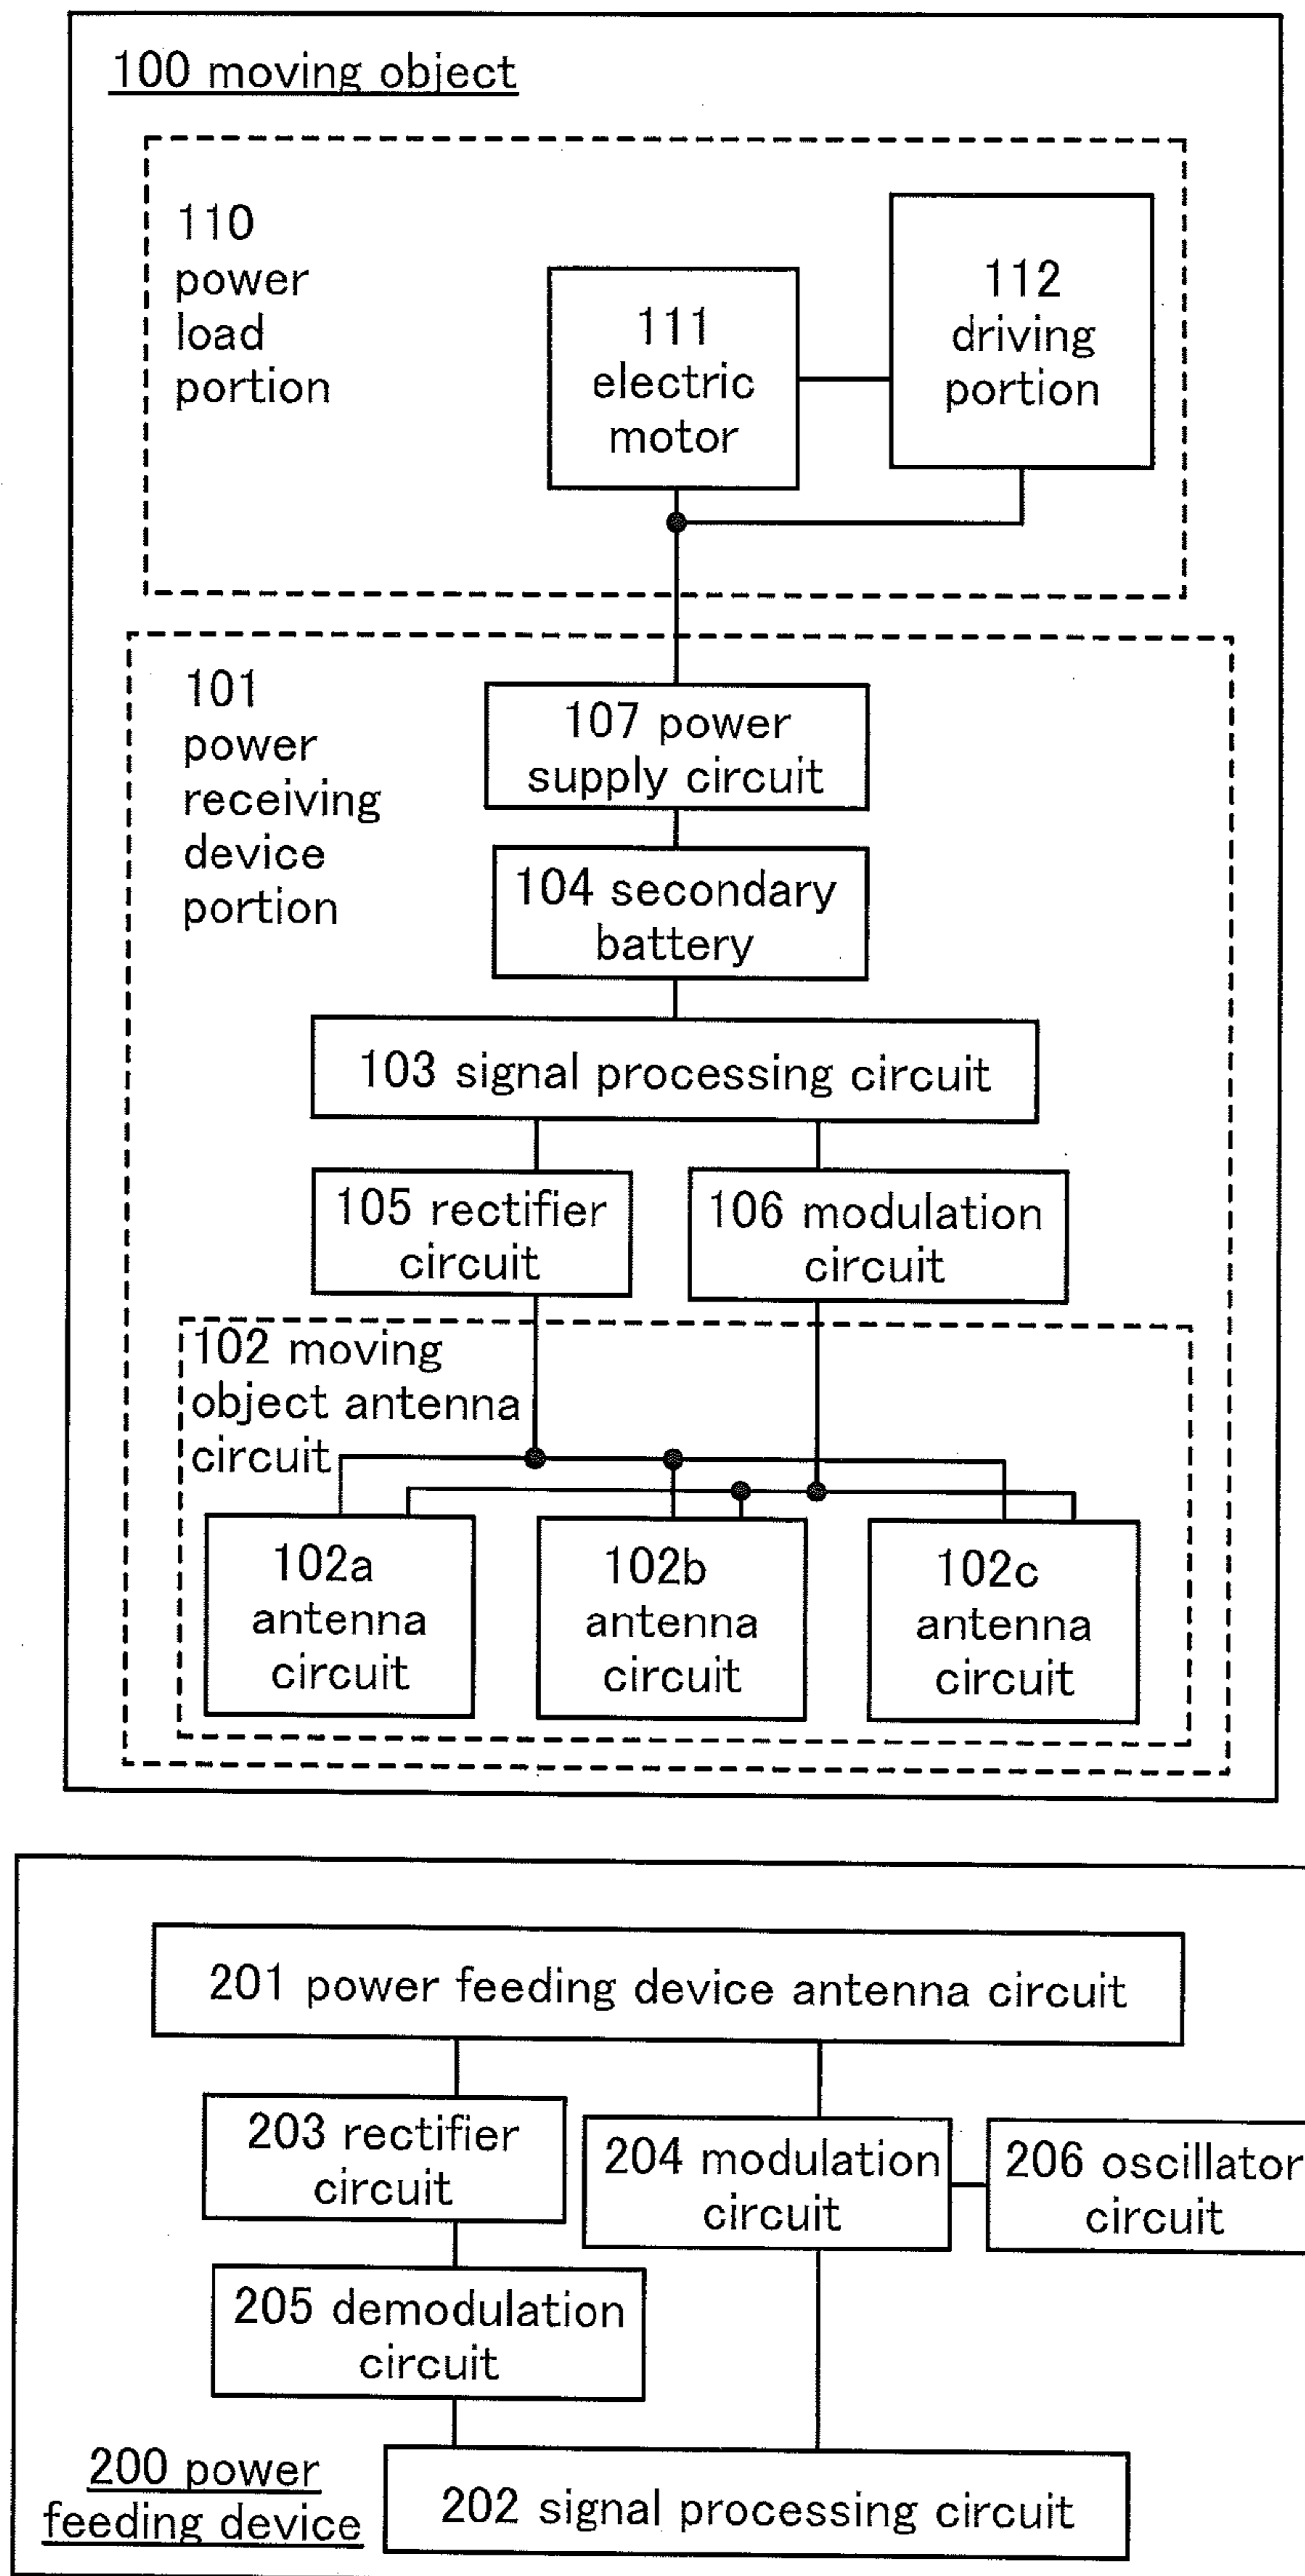 100 moving object
110
power
load
portion
111
electric
motor
112
driving
portion
101
power
receiving
device
portion
107 power
supply circuit
104 secondary
battery
103 signal processing circuit
105 rectifier
circuit
106 modulation
circuit
102 moving
object antenna
circuit
102a
antenna
circuit
102b
antenna
circuit
102c
antenna
circuit
201 power feeding device antenna circuit
203 rectifier
circuit
204 modulation
circuit
206 oscillator
circuit
205 demodulation
circuit
200 power
feeding device
202 signal processing circuit